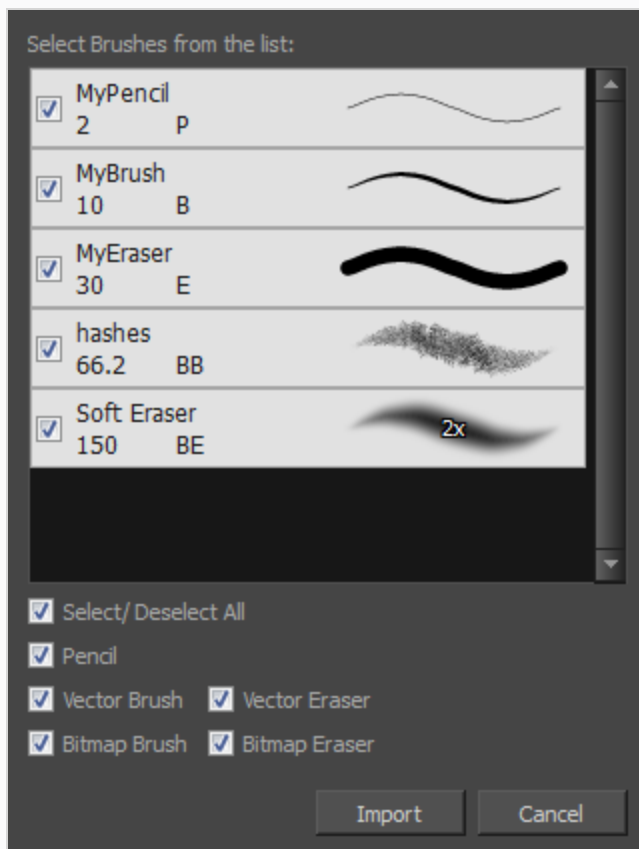 Select Brushes from the list:
MyPencil
2 P
MyBrush
10 B
MyEraser
30 E
hashes
66.2 BB
Soft Eraser
150 BE
2x
Select/ Deselect All
Pencil
Vector Brush Vector Eraser
Bitmap Brush Bitmap Eraser
Import Cancel